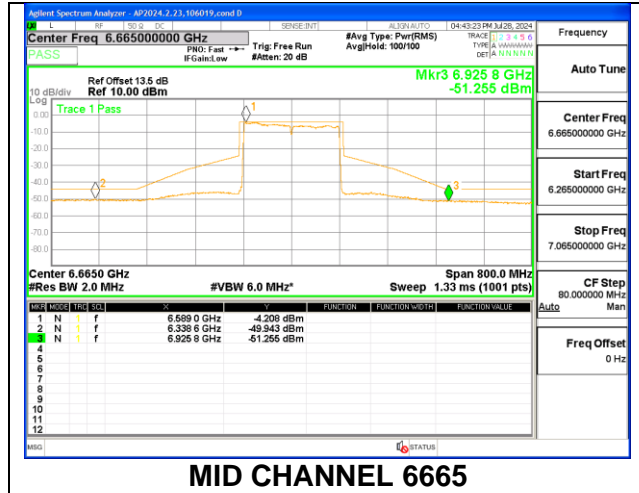 Agilent Spectrum Analyzer - AP2024.2.23,106019,cond D
L RF 50 Ω DC SENSE:INT ALIGN AUTO 04:43:23 PM Jul 28, 2024
Center Freq 6.665000000 GHz
PNO: Fast
IFGain:Low
Trig: Free Run
#Atten: 20 dB
#Avg Type: Pwr(RMS)
Avg|Hold: 100/100
TRACE 1 2 3 4 5 6
TYPE A WWWWW
DET A N N N N N
PASS
Ref Offset 13.5 dB
Ref 10.00 dBm
10 dB/div
Log
Mkr3 6.925 8 GHz
-51.255 dBm
Trace 1 Pass
0.00
-10.0
-20.0
-30.0
-40.0
-50.0
-60.0
-70.0
-80.0
1
2
3
Center 6.6650 GHz
#Res BW 2.0 MHz
#VBW 6.0 MHz*
Span 800.0 MHz
Sweep 1.33 ms (1001 pts)
MKR MODE TRC SCL X Y FUNCTION FUNCTION WIDTH FUNCTION VALUE
1 N 1 f 6.589 0 GHz -4.208 dBm
2 N 1 f 6.338 6 GHz -49.943 dBm
3 N 1 f 6.925 8 GHz -51.255 dBm
4
5
6
7
8
9
10
11
12
MSG
STATUS
Frequency
Auto Tune
Center Freq
6.665000000 GHz
Start Freq
6.265000000 GHz
Stop Freq
7.065000000 GHz
CF Step
80.000000 MHz
Auto Man
Freq Offset
0 Hz
MID CHANNEL 6665